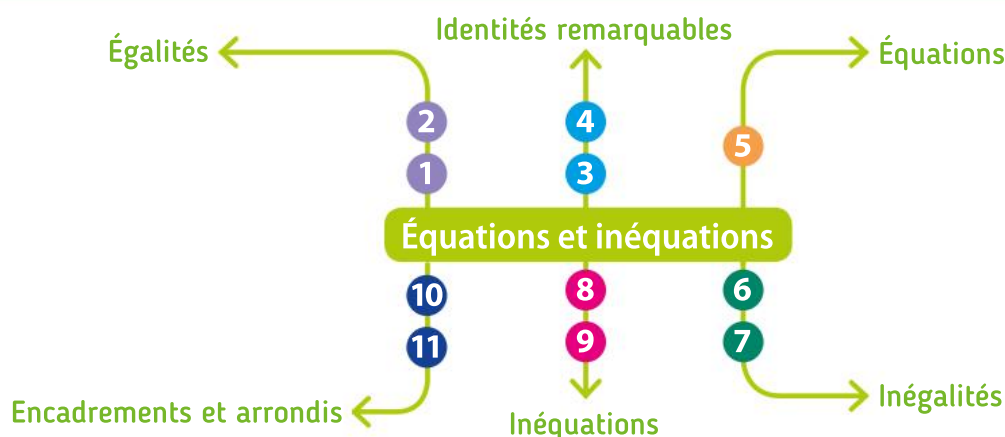 Identités remarquables
Égalités
Équations
2
4
5
1
3
Équations et inéquations
10
8
6
11
9
7
Inégalités
Encadrements et arrondis
Inéquations